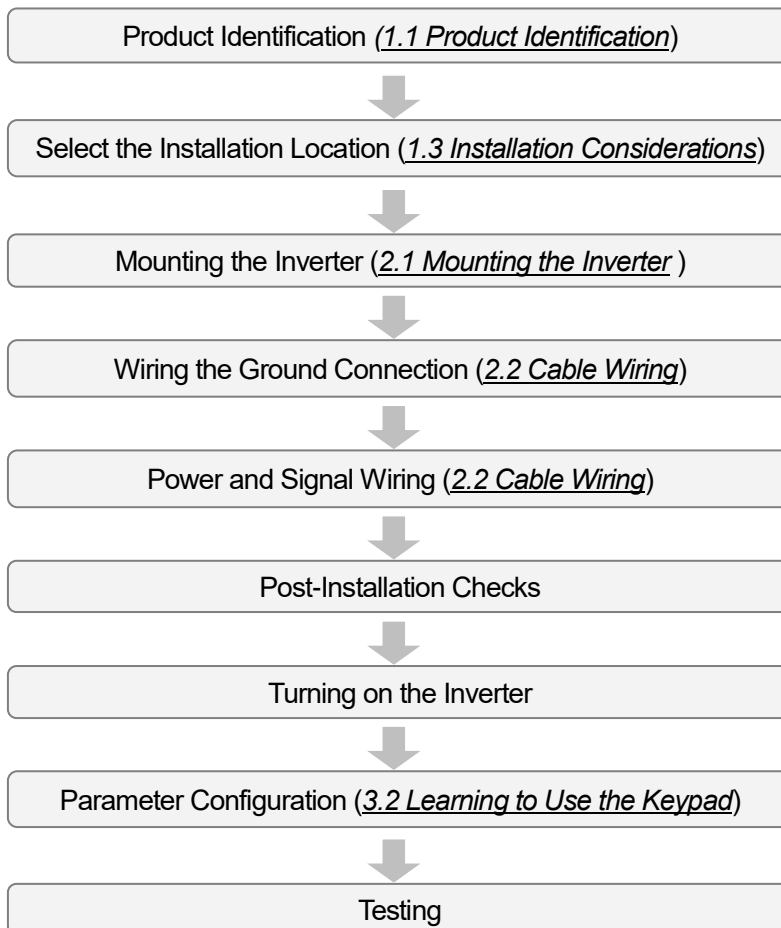 Product Identification (1.1 Product Identification)
Select the Installation Location (1.3 Installation Considerations)
Mounting the Inverter (2.1 Mounting the Inverter )
Wiring the Ground Connection (2.2 Cable Wiring)
Power and Signal Wiring (2.2 Cable Wiring)
Post-Installation Checks
Turning on the Inverter
Parameter Configuration (3.2 Learning to Use the Keypad)
Testing